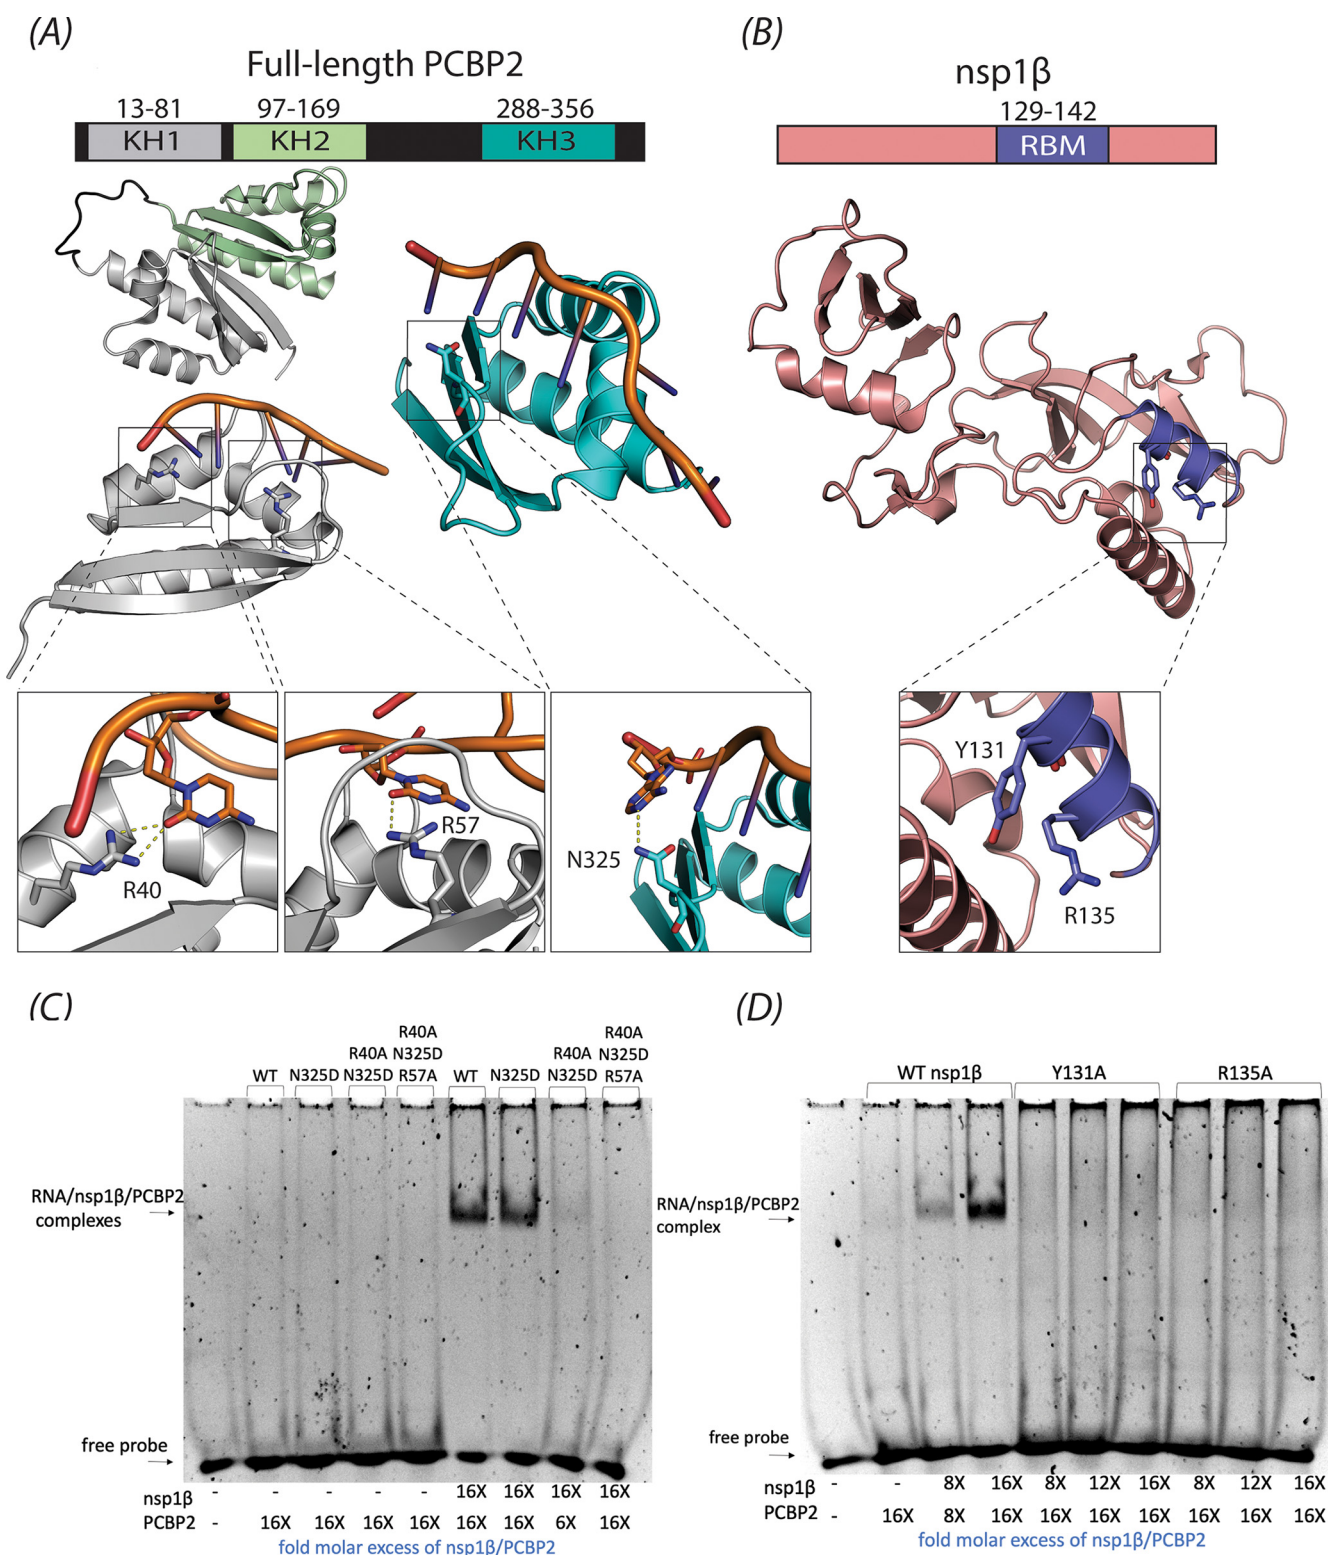 (A)
Full-length PCBP2
13-81 97-169 288-356
KH1 KH2 KH3
(B)
nsp1β
129-142
RBM
R40
R57
N325
Y131
R135
(C)
R40A R40A
R40A N325D R40A N325D
WT N325D N325D R57A WT N325D N325D R57A
RNA/nsp1β/PCBP2
complexes
free probe
nsp1β - - - - - 16X 16X 16X 16X
PCBP2 - 16X 16X 16X 16X 16X 16X 6X 16X
fold molar excess of nsp1β/PCBP2
(D)
WT nsp1β Y131A R135A
RNA/nsp1β/PCBP2
complex
free probe
nsp1β - - 8X 16X 8X 12X 16X 8X 12X 16X
PCBP2 - 16X 8X 16X 16X 16X 16X 16X 16X 16X
fold molar excess of nsp1β/PCBP2